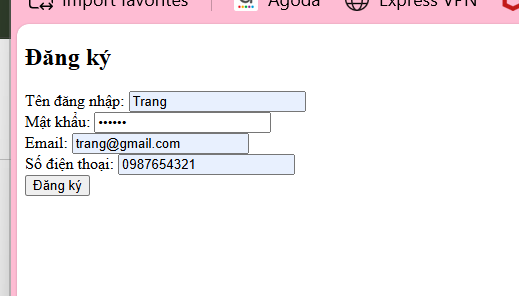 Import favorites Agoda Express VPN
Đăng ký
Tên đăng nhập: Trang
Mật khẩu: ••••••
Email: trang@gmail.com
Số điện thoại: 0987654321
Đăng ký